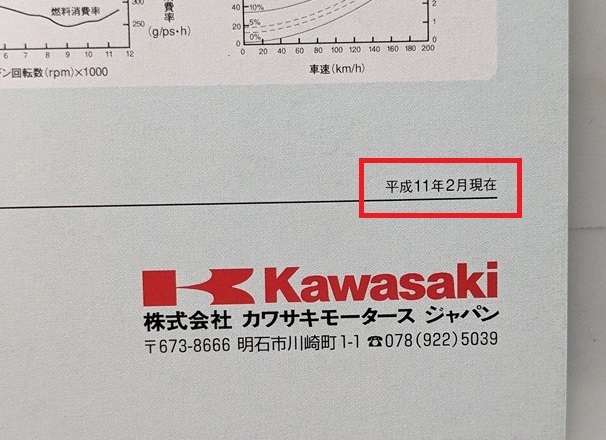 燃料消費率
300
250
費
率
(g/ps・h)
6 7 8 9 10 11 12
ン回転数(rpm)×1000
40
20
0
10%
5%
0%
0 20 40 60 80 100 120 140 160 180 200
車速(km/h)
平成11年2月現在
Kawasaki
株式会社 カワサキモータース ジャパン
〒673-8666 明石市川崎町1-1 ☎078(922)5039